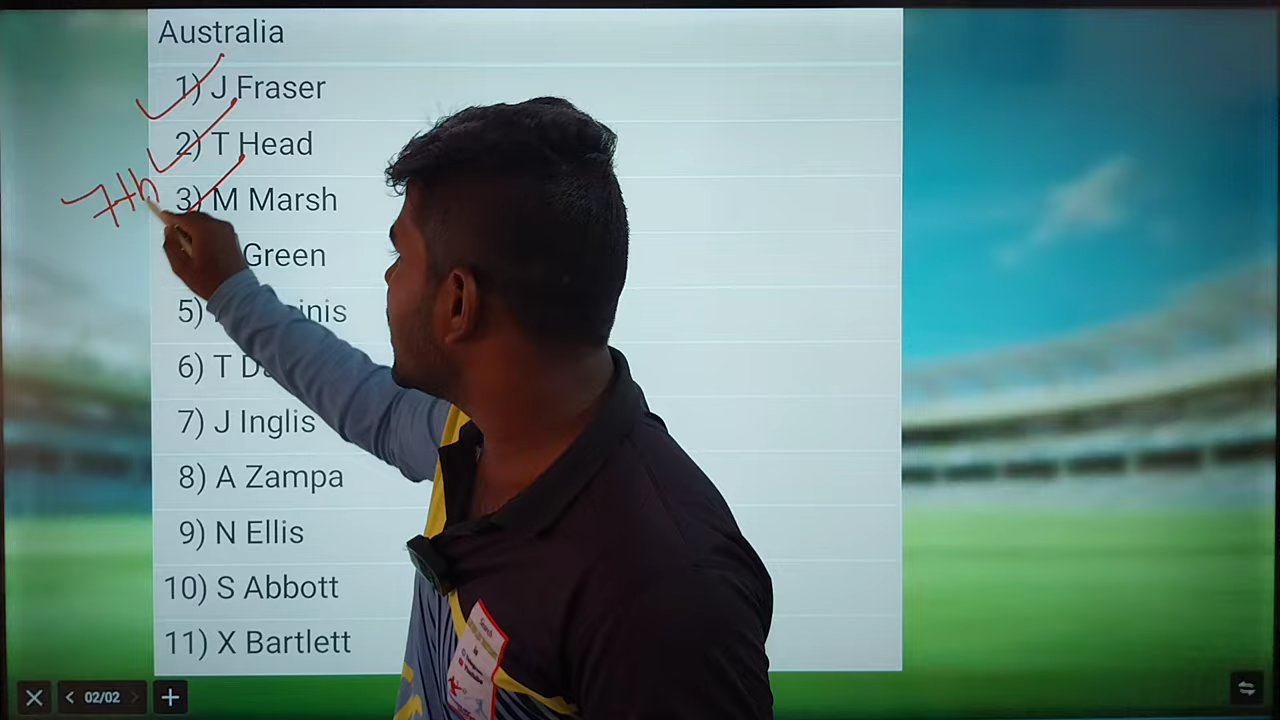 Australia
1) J Fraser
2) T Head
7th
3) M Marsh
Green
5) inis
6) T D
7) J Inglis
8) A Zampa
9) N Ellis
10) S Abbott
11) X Bartlett
02/02